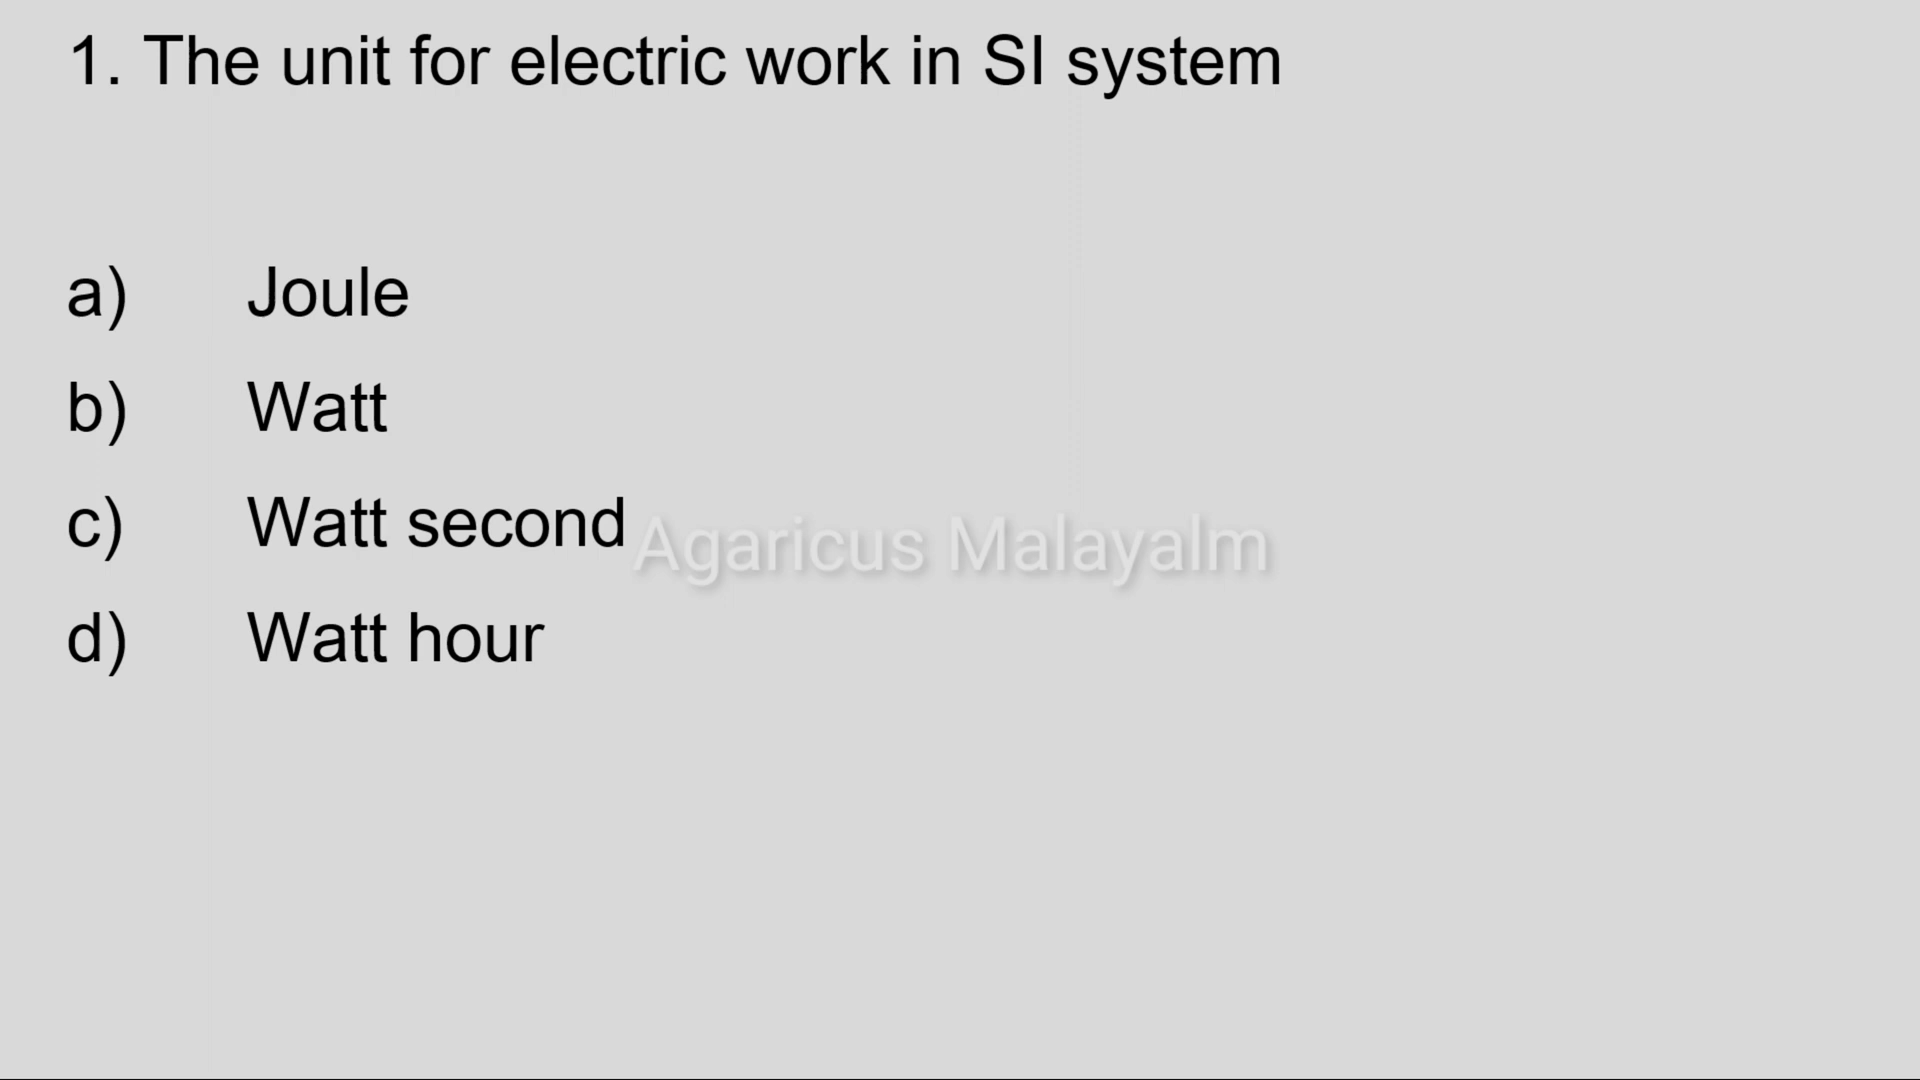 1. The unit for electric work in SI system
a) Joule
b) Watt
c) Watt second
Agaricus Malayalm
d) Watt hour